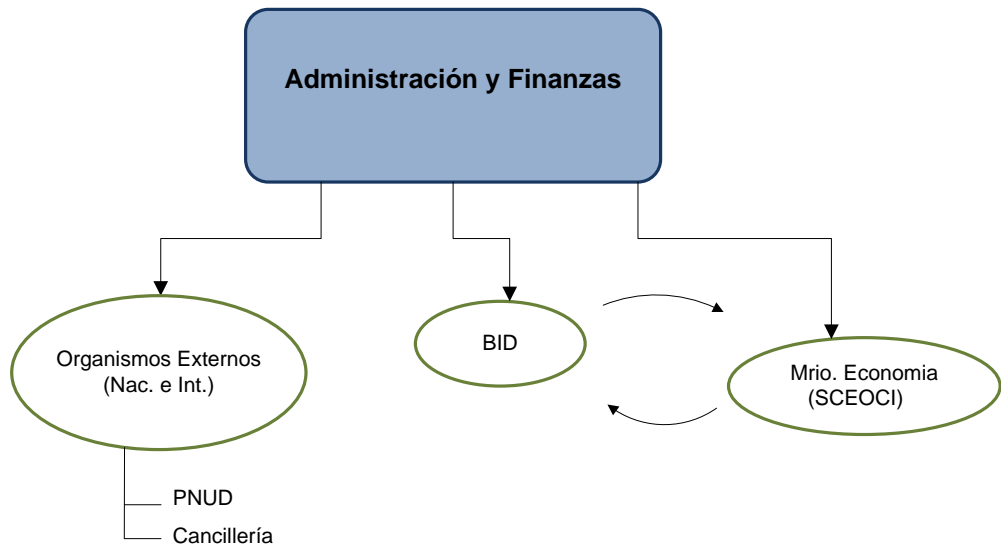 Administración y Finanzas
Organismos Externos
(Nac. e Int.)
BID
Mrio. Economia
(SCEOCI)
PNUD
Cancillería